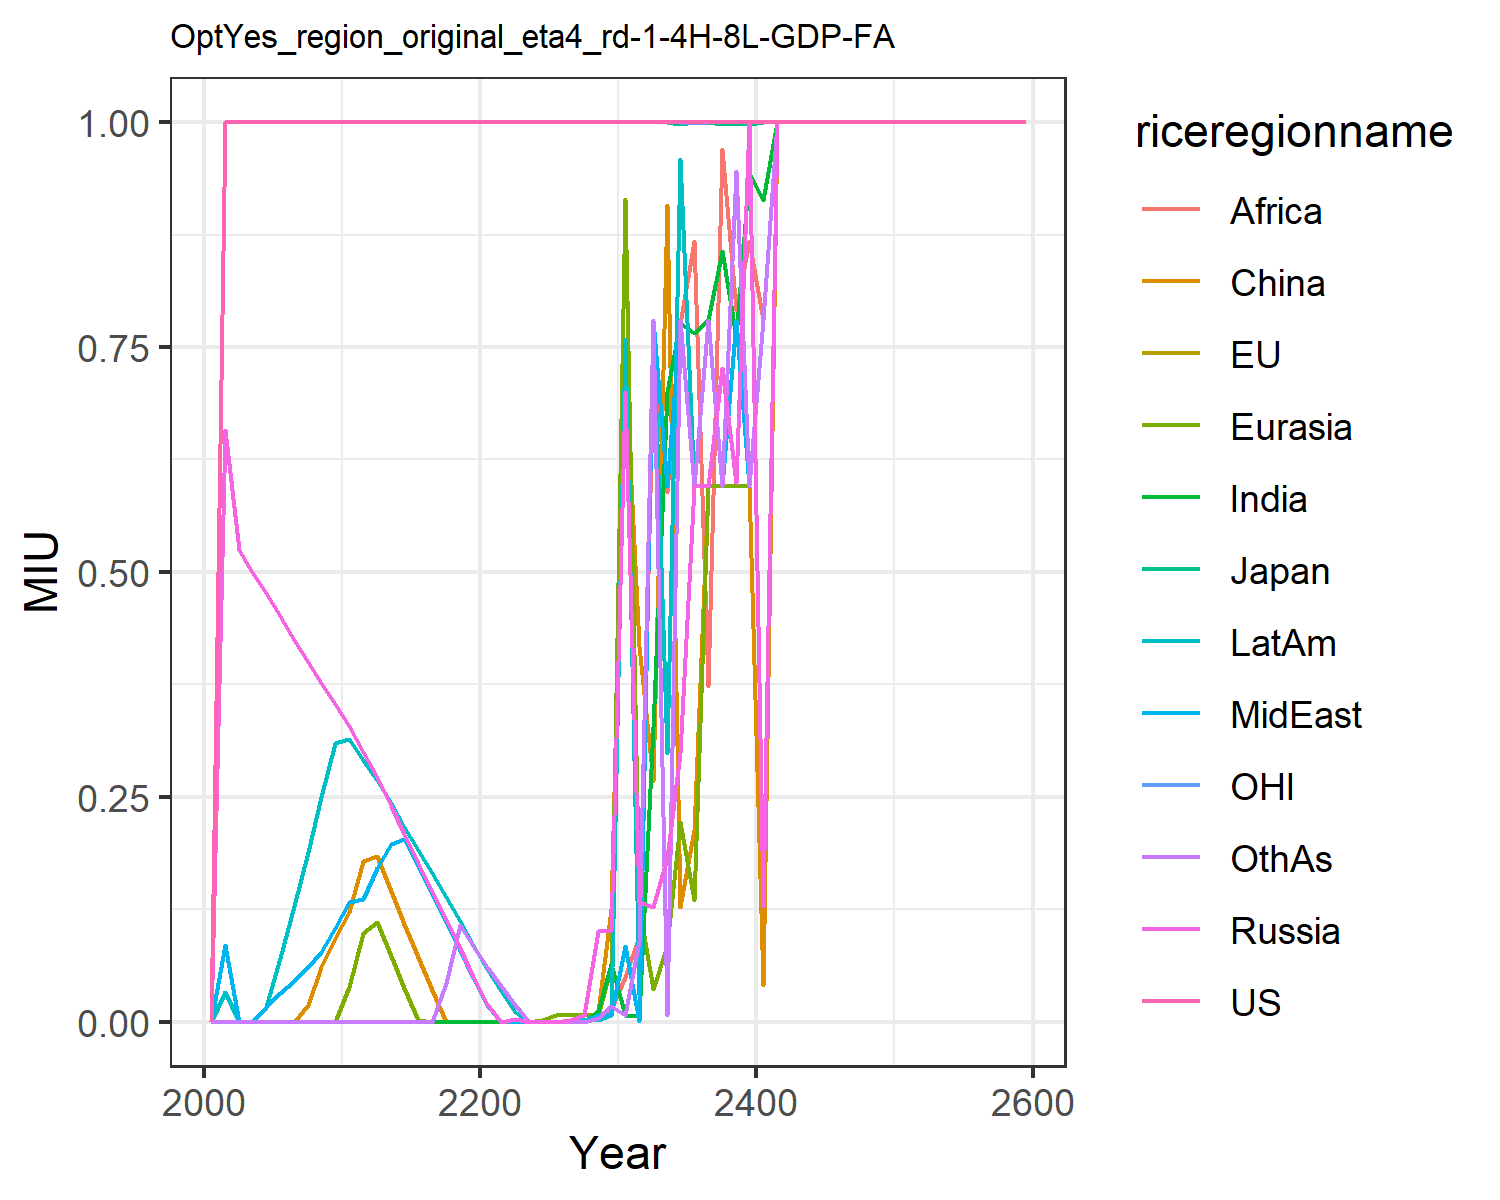 OptYes_region_original_eta4_rd-1-4H-8L-GDP-FA
1.00
0.75
0.50
0.25
0.00
MIU
2000
2200
2400
2600
Year
riceregionname
Africa
China
EU
Eurasia
India
Japan
LatAm
MidEast
OHI
OthAs
Russia
US